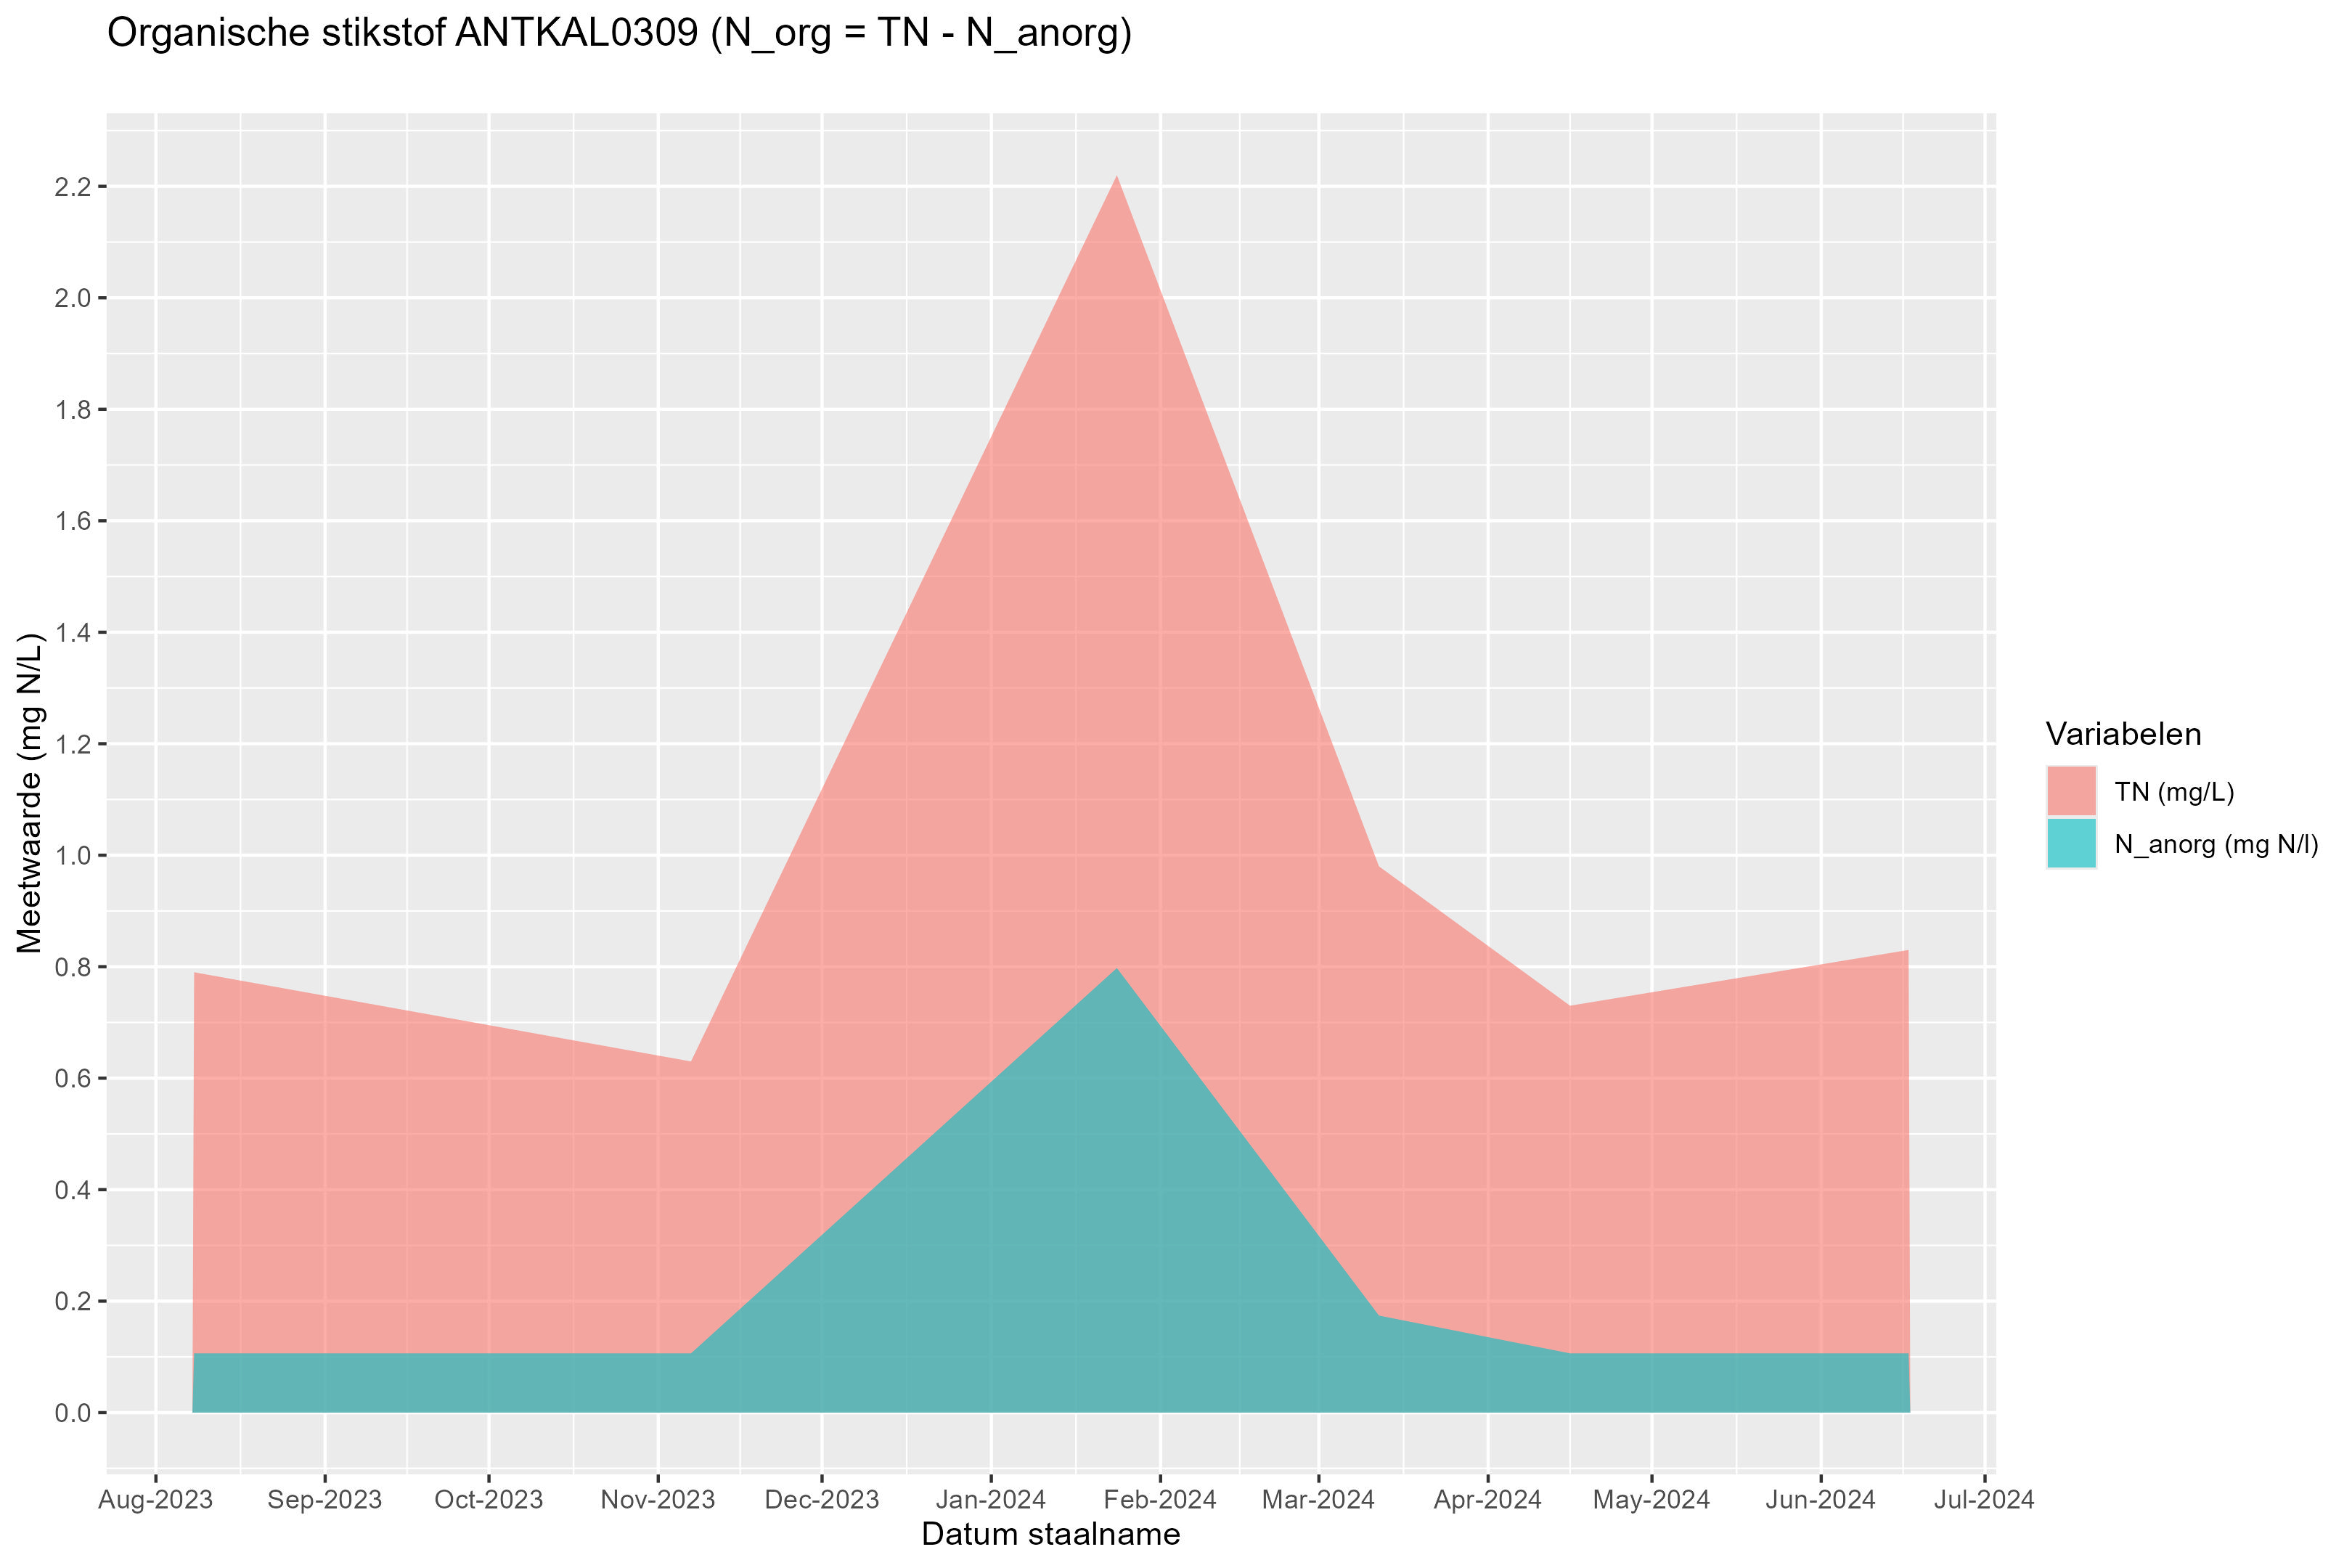 Organische stikstof ANTKAL0309 (N_org = TN - N_anorg)
Meetwaarde (mg N/L)
2.2
2.0
1.8
1.6
1.4
1.2
1.0
0.8
0.6
0.4
0.2
0.0
Aug-2023 Sep-2023 Oct-2023 Nov-2023 Dec-2023 Jan-2024 Feb-2024 Mar-2024 Apr-2024 May-2024 Jun-2024 Jul-2024
Datum staalname
Variabelen
TN (mg/L)
N_anorg (mg N/l)